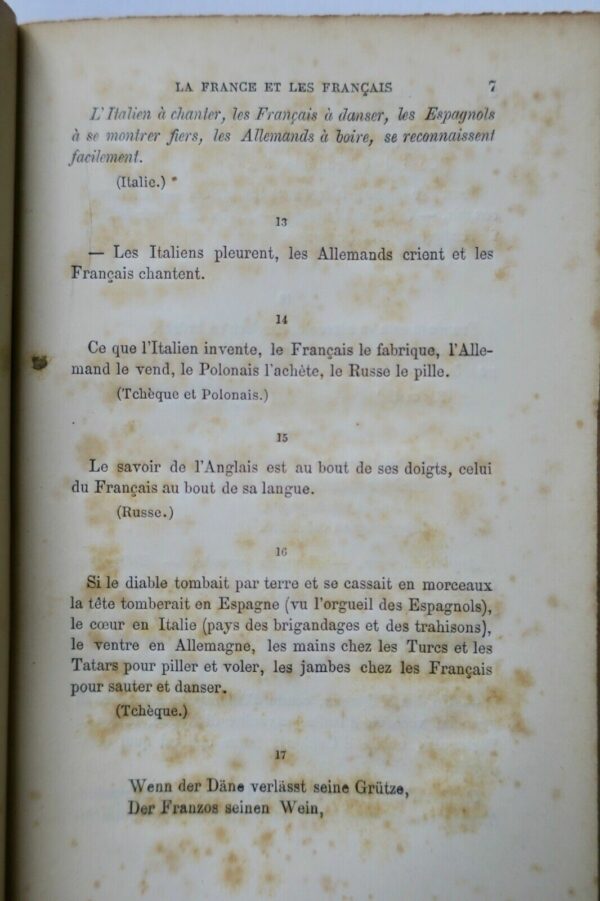 LA FRANCE ET LES FRANÇAIS 7
L'Italien à chanter, les Français à danser, les Espagnols
à se montrer fiers, les Allemands à boire, se reconnaissent
facilement.
(Italie.)
13
— Les Italiens pleurent, les Allemands crient et les
Français chantent.
14
Ce que l'Italien invente, le Français le fabrique, l'Alle-
mand le vend, le Polonais l'achète, le Russe le pille.
(Tchèque et Polonais.)
15
Le savoir de l'Anglais est au bout de ses doigts, celui
du Français au bout de sa langue.
(Russe.)
16
Si le diable tombait par terre et se cassait en morceaux
la tête tomberait en Espagne (vu l'orgueil des Espagnols),
le cœur en Italie (pays des brigandages et des trahisons),
le ventre en Allemagne, les mains chez les Turcs et les
Tatars pour piller et voler, les jambes chez les Français
pour sauter et danser.
(Tchèque.)
17
Wenn der Däne verlässt seine Grütze,
Der Franzos seinen Wein,